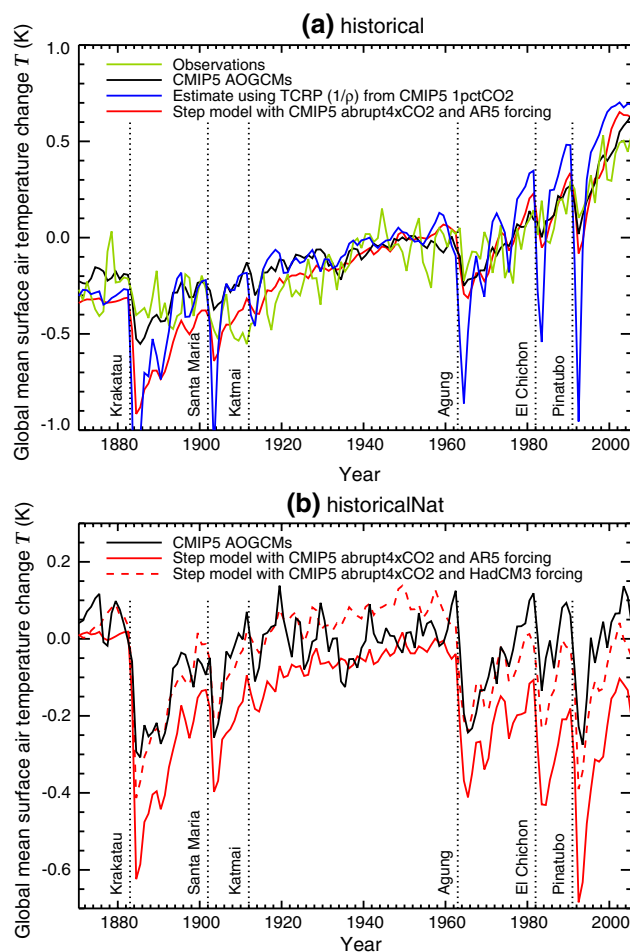 (a) historical
Global mean surface air temperature change T (K)
1.0
0.5
0.0
-0.5
-1.0
Observations
CMIP5 AOGCMs
Estimate using TCRP (1/ρ) from CMIP5 1pctCO2
Step model with CMIP5 abrupt4xCO2 and AR5 forcing
Krakatau
Santa Maria
Katmai
Agung
El Chichon
Pinatubo
1880
1900
1920
1940
1960
1980
2000
Year
(b) historicalNat
Global mean surface air temperature change T (K)
0.2
0.0
-0.2
-0.4
-0.6
CMIP5 AOGCMs
Step model with CMIP5 abrupt4xCO2 and AR5 forcing
Step model with CMIP5 abrupt4xCO2 and HadCM3 forcing
Krakatau
Santa Maria
Katmai
Agung
El Chichon
Pinatubo
1880
1900
1920
1940
1960
1980
2000
Year